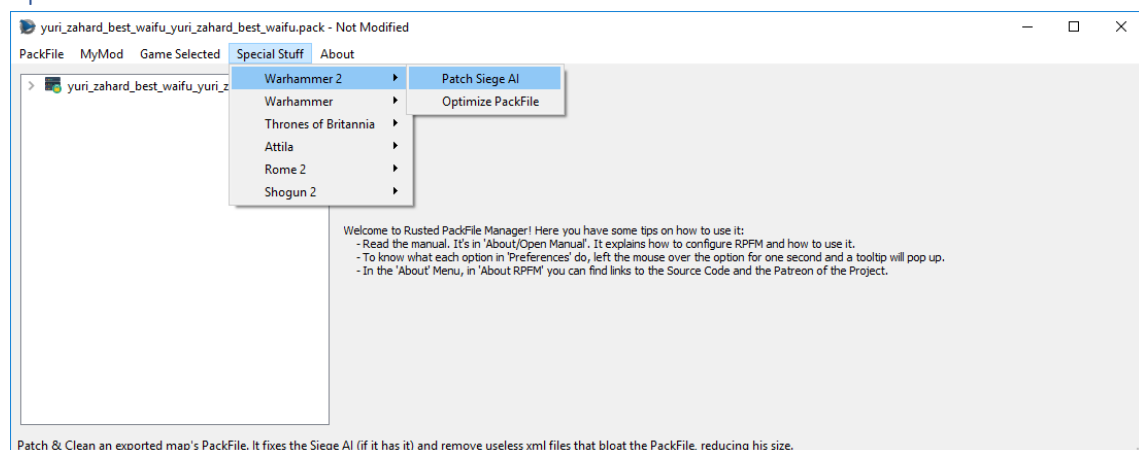 yuri_zahard_best_waifu_yuri_zahard_best_waifu.pack - Not Modified
PackFile MyMod Game Selected Special Stuff About
yuri_zahard_best_waifu_yuri_z
Warhammer 2
Patch Siege AI
Warhammer
Optimize PackFile
Thrones of Britannia
Attila
Rome 2
Shogun 2
Welcome to Rusted PackFile Manager! Here you have some tips on how to use it:
- Read the manual. It's in 'About/Open Manual'. It explains how to configure RPFM and how to use it.
- To know what each option in 'Preferences' do, left the mouse over the option for one second and a tooltip will pop up.
- In the 'About' Menu, in 'About RPFM' you can find links to the Source Code and the Patreon of the Project.
Patch & Clean an exported map's PackFile. It fixes the Siege AI (if it has it) and remove useless xml files that bloat the PackFile, reducing his size.